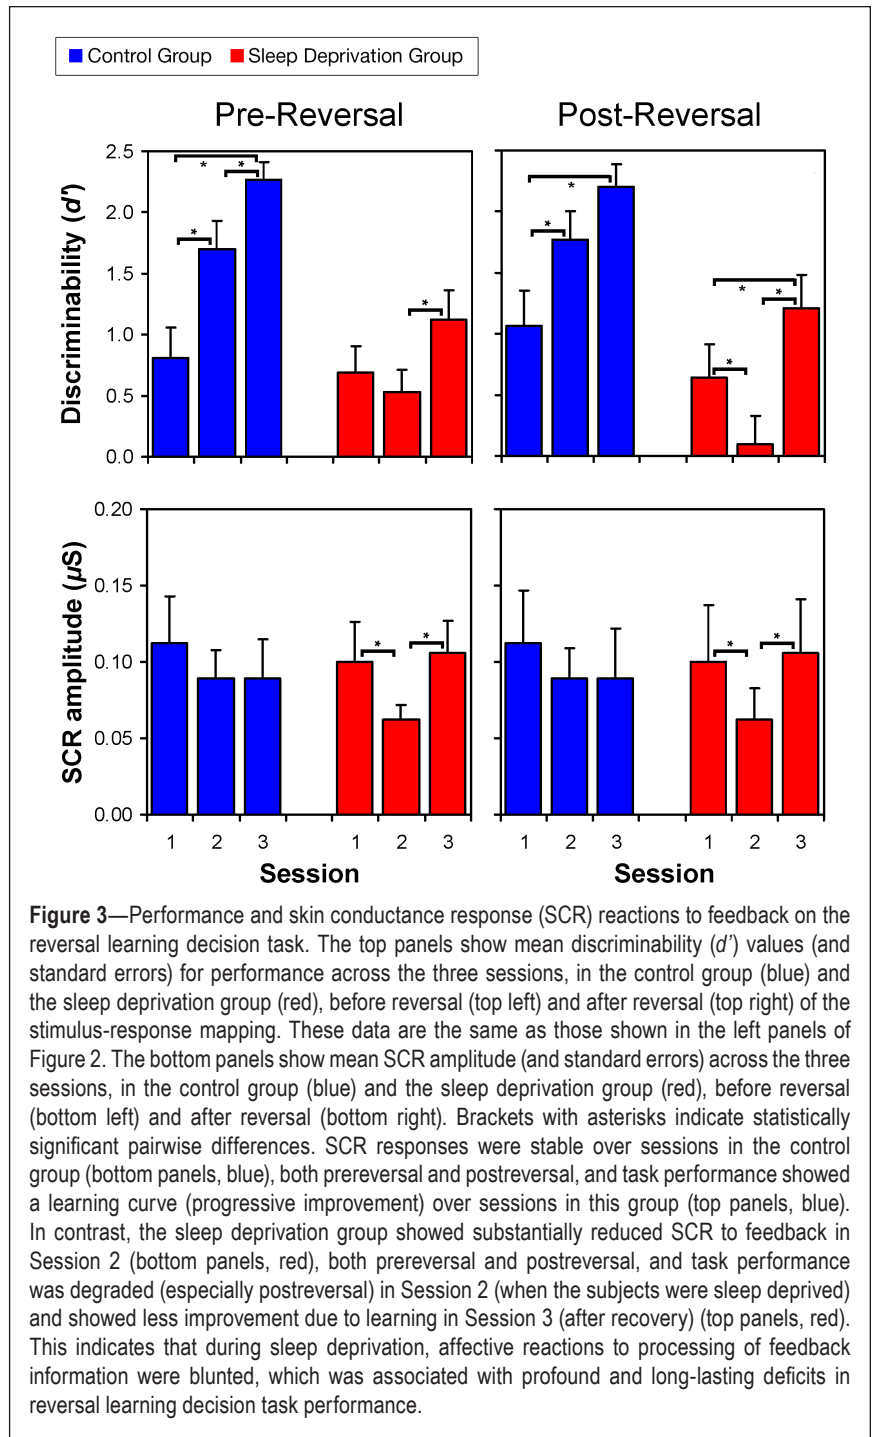 Control Group Sleep Deprivation Group
Pre-Reversal Post-Reversal
Discriminability (d')
2.5
2.0
1.5
1.0
0.5
0.0
* * *
*
* *
*
* *
*
SCR amplitude (µS)
0.20
0.15
0.10
0.05
0.00
* * * *
1 2 3 1 2 3 1 2 3 1 2 3
Session Session
Figure 3—Performance and skin conductance response (SCR) reactions to feedback on the
reversal learning decision task. The top panels show mean discriminability (d’) values (and
standard errors) for performance across the three sessions, in the control group (blue) and
the sleep deprivation group (red), before reversal (top left) and after reversal (top right) of the
stimulus-response mapping. These data are the same as those shown in the left panels of
Figure 2. The bottom panels show mean SCR amplitude (and standard errors) across the three
sessions, in the control group (blue) and the sleep deprivation group (red), before reversal
(bottom left) and after reversal (bottom right). Brackets with asterisks indicate statistically
significant pairwise differences. SCR responses were stable over sessions in the control
group (bottom panels, blue), both prereversal and postreversal, and task performance showed
a learning curve (progressive improvement) over sessions in this group (top panels, blue).
In contrast, the sleep deprivation group showed substantially reduced SCR to feedback in
Session 2 (bottom panels, red), both prereversal and postreversal, and task performance
was degraded (especially postreversal) in Session 2 (when the subjects were sleep deprived)
and showed less improvement due to learning in Session 3 (after recovery) (top panels, red).
This indicates that during sleep deprivation, affective reactions to processing of feedback
information were blunted, which was associated with profound and long-lasting deficits in
reversal learning decision task performance.